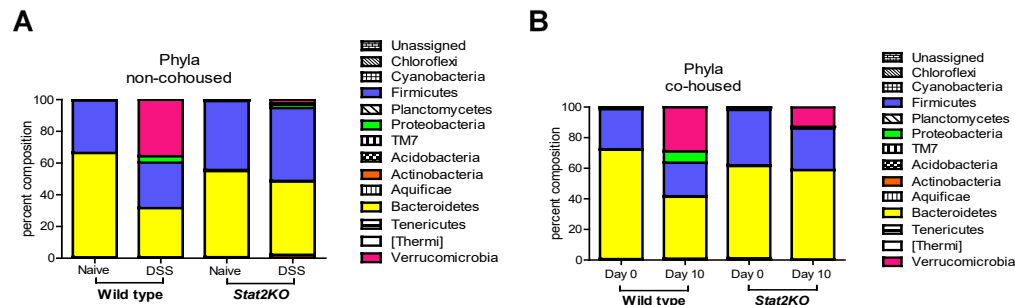 A
Phyla
non-cohoused
percent composition
100
80
60
40
20
0
Naive
DSS
Naive
DSS
Wild type
Stat2KO
Unassigned
Chloroflexi
Cyanobacteria
Firmicutes
Planctomycetes
Proteobacteria
TM7
Acidobacteria
Actinobacteria
Aquificae
Bacteroidetes
Tenericutes
[Thermi]
Verrucomicrobia
B
Phyla
co-housed
percent composition
100
80
60
40
20
0
Day 0
Day 10
Day 0
Day 10
Wild type
Stat2KO
Unassigned
Chloroflexi
Cyanobacteria
Firmicutes
Planctomycetes
Proteobacteria
TM7
Acidobacteria
Actinobacteria
Aquificae
Bacteroidetes
Tenericutes
[Thermi]
Verrucomicrobia